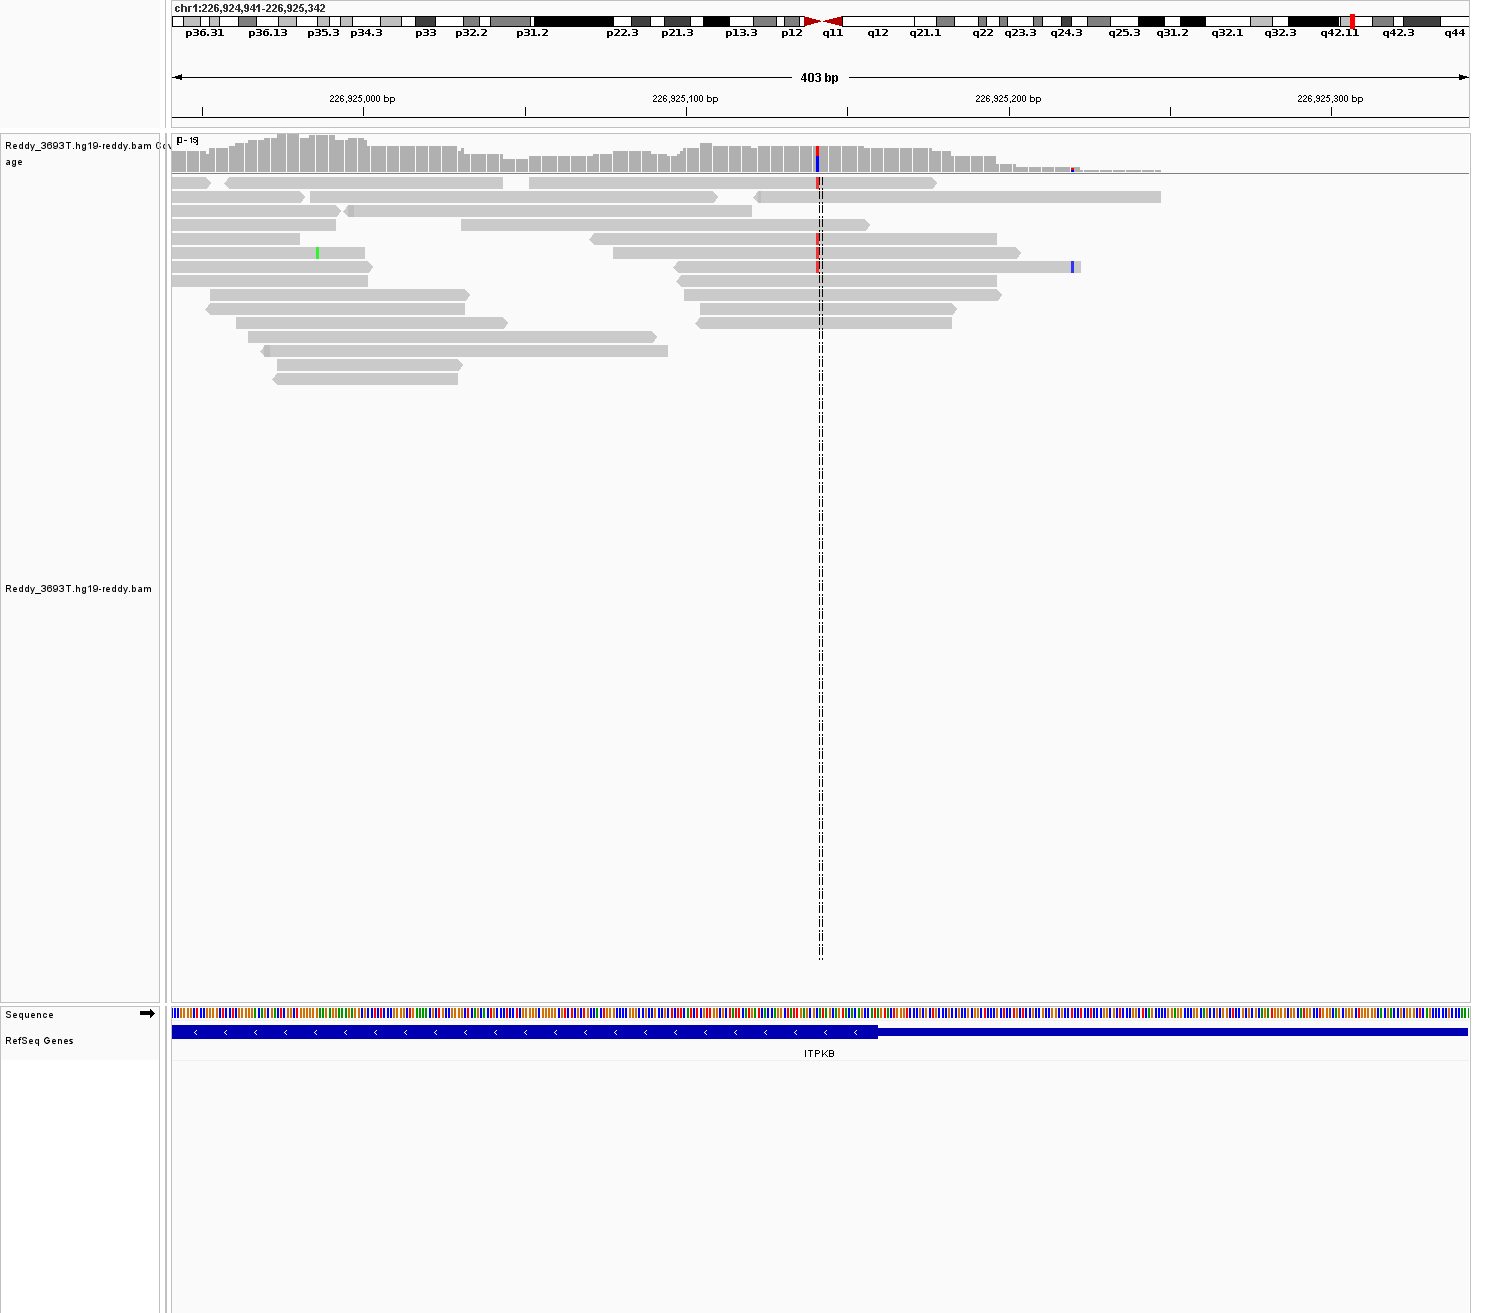 chr1:226,924,941-226,925,342
p36.31 p36.13 p35.3 p34.3 p33 p32.2 p31.2 p22.3 p21.3 p13.3 p12 q11 q12 q21.1 q22 q23.3 q24.3 q25.3 q31.2 q32.1 q32.3 q42.11 q42.3 q44
403 bp
226,925,000 bp 226,925,100 bp 226,925,200 bp 226,925,300 bp
Reddy_3693T.hg19-reddy.bam Cov
age
[0 - 19]
Reddy_3693T.hg19-reddy.bam
Sequence
RefSeq Genes
ITPKB